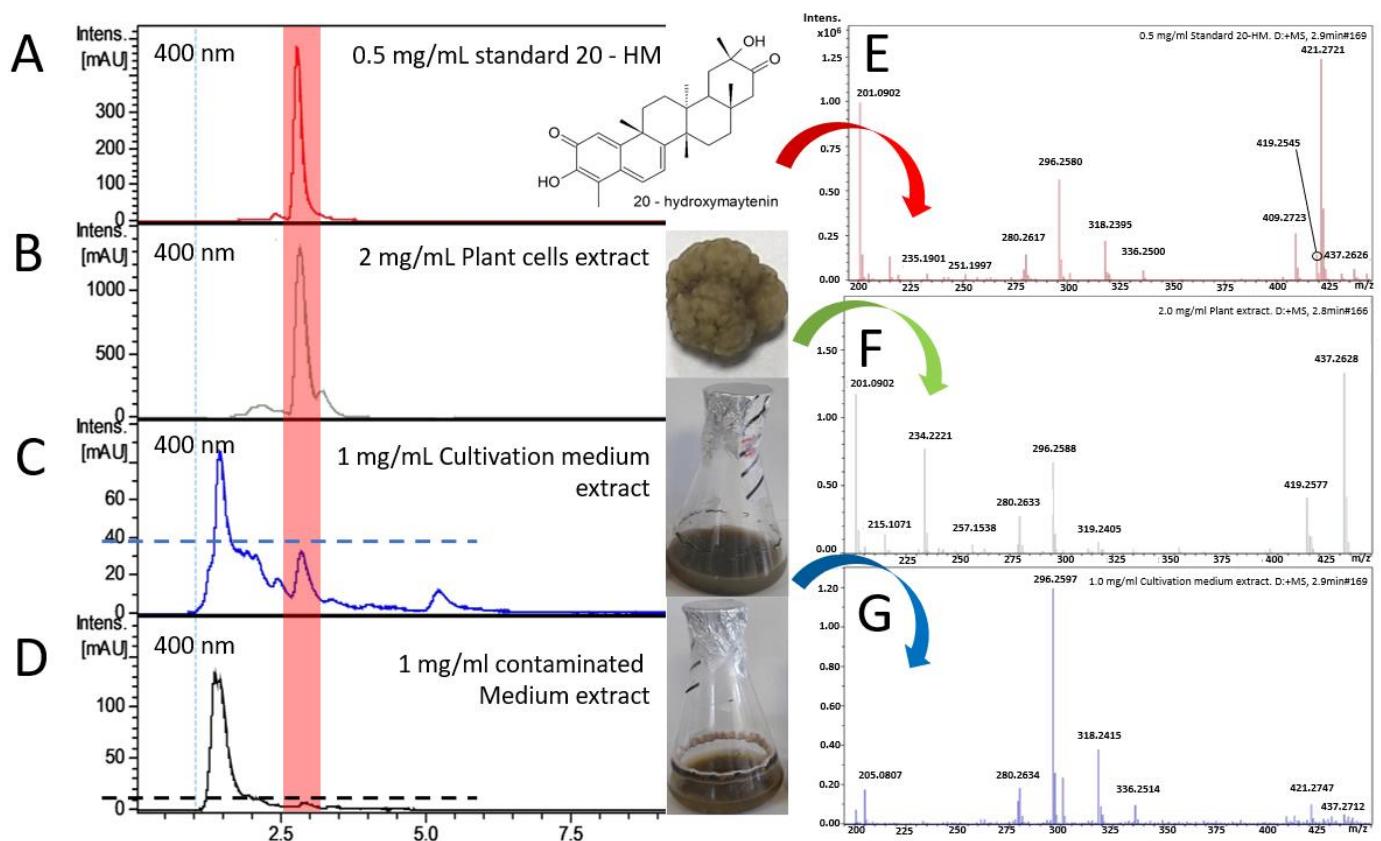 A
Intens.
[mAU]
400 nm
0.5 mg/mL standard 20 - HM
300
200
100
0
OH
O
O
HO
20 - hydroxymaytenin
B
Intens.
[mAU]
400 nm
2 mg/mL Plant cells extract
1000
500
0
C
Intens.
[mAU]
400 nm
1 mg/mL Cultivation medium
extract
60
40
20
0
D
Intens.
[mAU]
400 nm
1 mg/ml contaminated
Medium extract
100
50
0
2.5
5.0
7.5
Intens.
x10⁶
E
0.5 mg/ml Standard 20-HM. D:+MS, 2.9min#169
1.25
1.00
0.75
0.50
0.25
0.00
201.0902
235.1901
251.1997
280.2617
296.2580
318.2395
336.2500
409.2723
419.2545
421.2721
437.2626
200
225
250
275
300
325
350
375
400
425
m/z
F
2.0 mg/ml Plant extract. D:+MS, 2.8min#166
1.50
1.00
0.50
0.00
201.0902
215.1071
234.2221
257.1538
280.2633
296.2588
319.2405
419.2577
437.2628
225
250
275
300
325
350
375
400
425
m/z
G
1.0 mg/ml Cultivation medium extract. D:+MS, 2.9min#169
1.20
1.00
0.80
0.60
0.40
0.20
0.00
205.0807
280.2634
296.2597
318.2415
336.2514
421.2747
437.2712
200
225
250
275
300
325
350
375
400
425
m/z